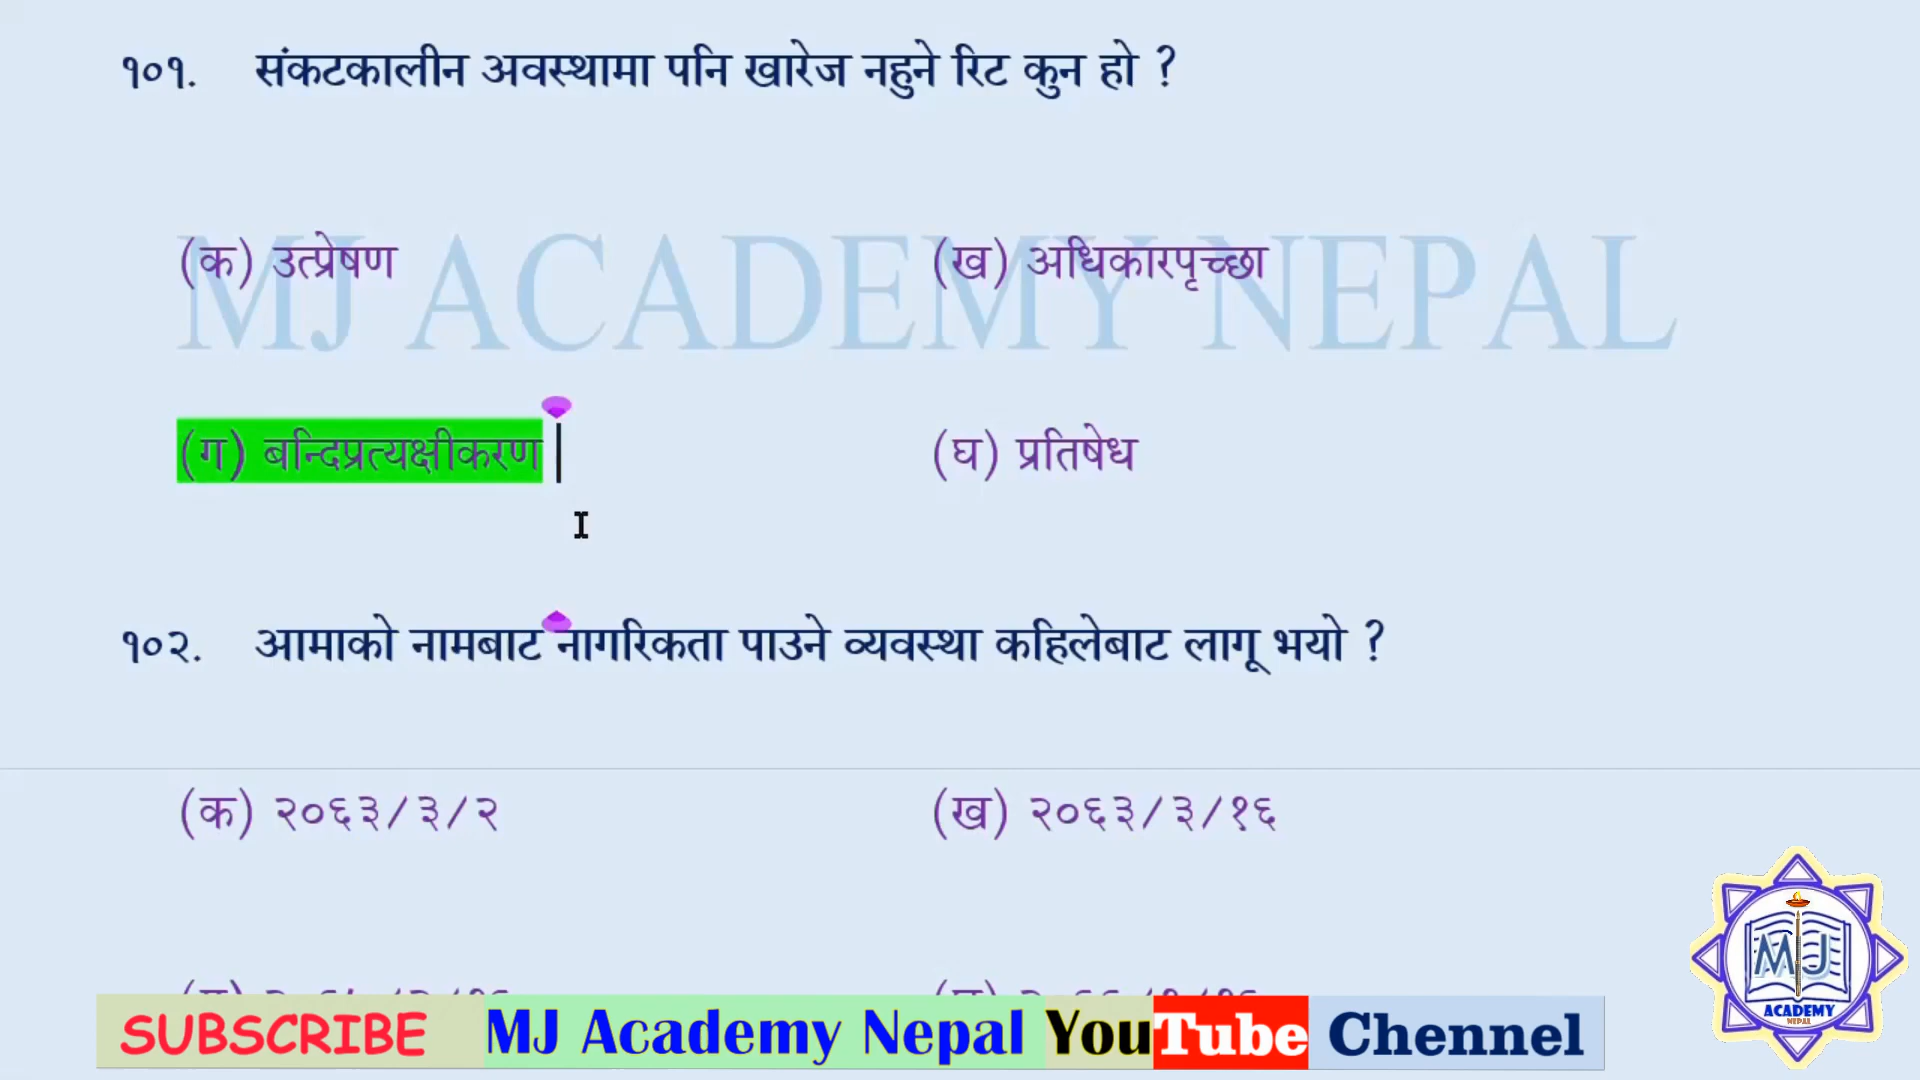 १०१. संकटकालीन अवस्थामा पनि खारेज नहुने रिट कुन हो ?
(क) उत्प्रेषण (ख) अधिकारपृच्छा
MJ ACADEMY NEPAL
(ग) बन्दिप्रत्यक्षीकरण (घ) प्रतिषेध
१०२. आमाको नामबाट नागरिकता पाउने व्यवस्था कहिलेबाट लागू भयो ?
(क) २०६३/३/२ (ख) २०६३/३/१६
SUBSCRIBE MJ Academy Nepal YouTube Chennel
MJ
ACADEMY
NEPAL